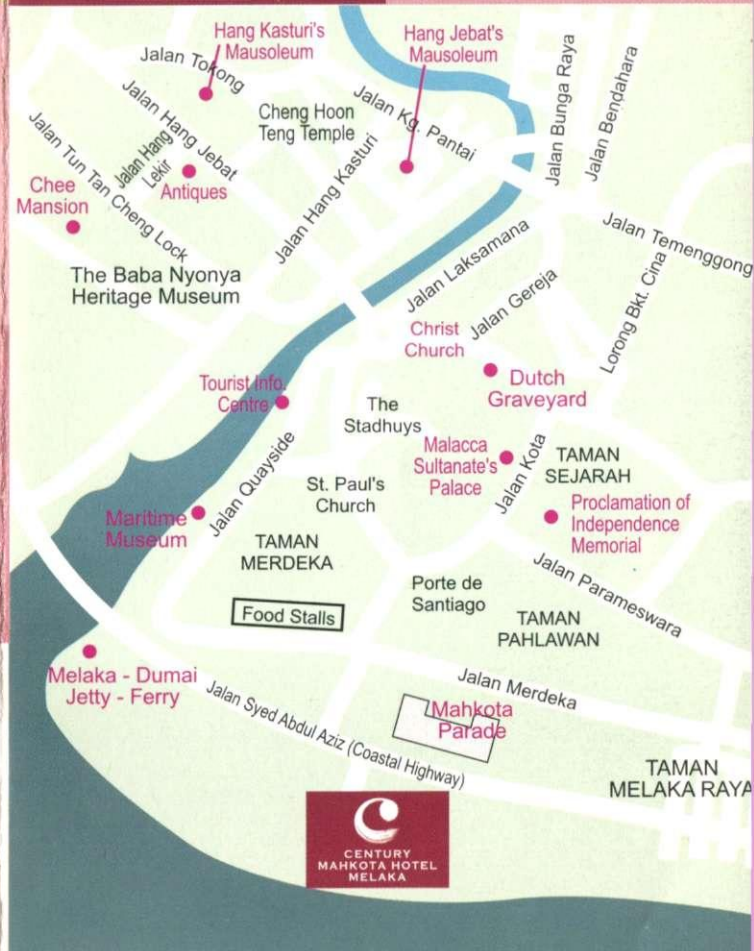 Hang Kasturi's
Mausoleum
Hang Jebat's
Mausoleum
Jalan Tokong
Jalan Bunga Raya
Jalan Bendahara
Jalan Hang Jebat
Cheng Hoon
Teng Temple
Jalan Kg. Pantai
Jalan Tun Tan Cheng Lock
Jalan Hang
Lekir
Antiques
Jalan Hang Kasturi
Chee
Mansion
Jalan Temenggong
The Baba Nyonya
Heritage Museum
Jalan Laksamana
Jalan Gereja
Lorong Bkt. Cina
Christ
Church
Dutch
Graveyard
Tourist Info.
Centre
The
Stadhuys
Malacca
Sultanate's
Palace
Jalan Kota
TAMAN
SEJARAH
Jalan Quayside
St. Paul's
Church
Proclamation of
Independence
Memorial
Maritime
Museum
TAMAN
MERDEKA
Jalan Parameswara
Porte de
Santiago
Food Stalls
TAMAN
PAHLAWAN
Melaka - Dumai
Jetty - Ferry
Jalan Merdeka
Jalan Syed Abdul Aziz (Coastal Highway)
Mahkota
Parade
TAMAN
MELAKA RAYA
CENTURY
MAHKOTA HOTEL
MELAKA